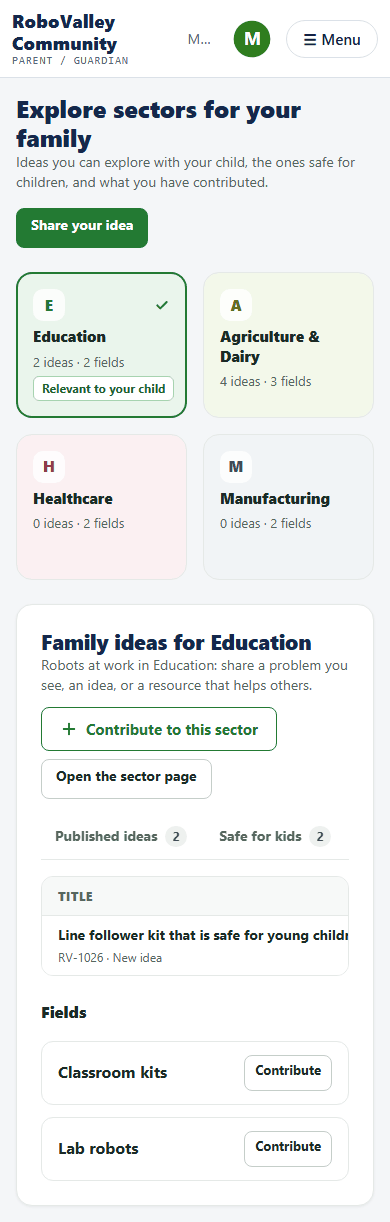 RoboValley
Community
PARENT / GUARDIAN
M...
M
☰ Menu
Explore sectors for your
family
Ideas you can explore with your child, the ones safe for
children, and what you have contributed.
Share your idea
E
✓
Education
2 ideas · 2 fields
Relevant to your child
A
Agriculture &
Dairy
4 ideas · 3 fields
H
Healthcare
0 ideas · 2 fields
M
Manufacturing
0 ideas · 2 fields
Family ideas for Education
Robots at work in Education: share a problem you
see, an idea, or a resource that helps others.
+ Contribute to this sector
Open the sector page
Published ideas 2
Safe for kids 2
TITLE
Line follower kit that is safe for young childr
RV-1026 · New idea
Fields
Classroom kits
Contribute
Lab robots
Contribute